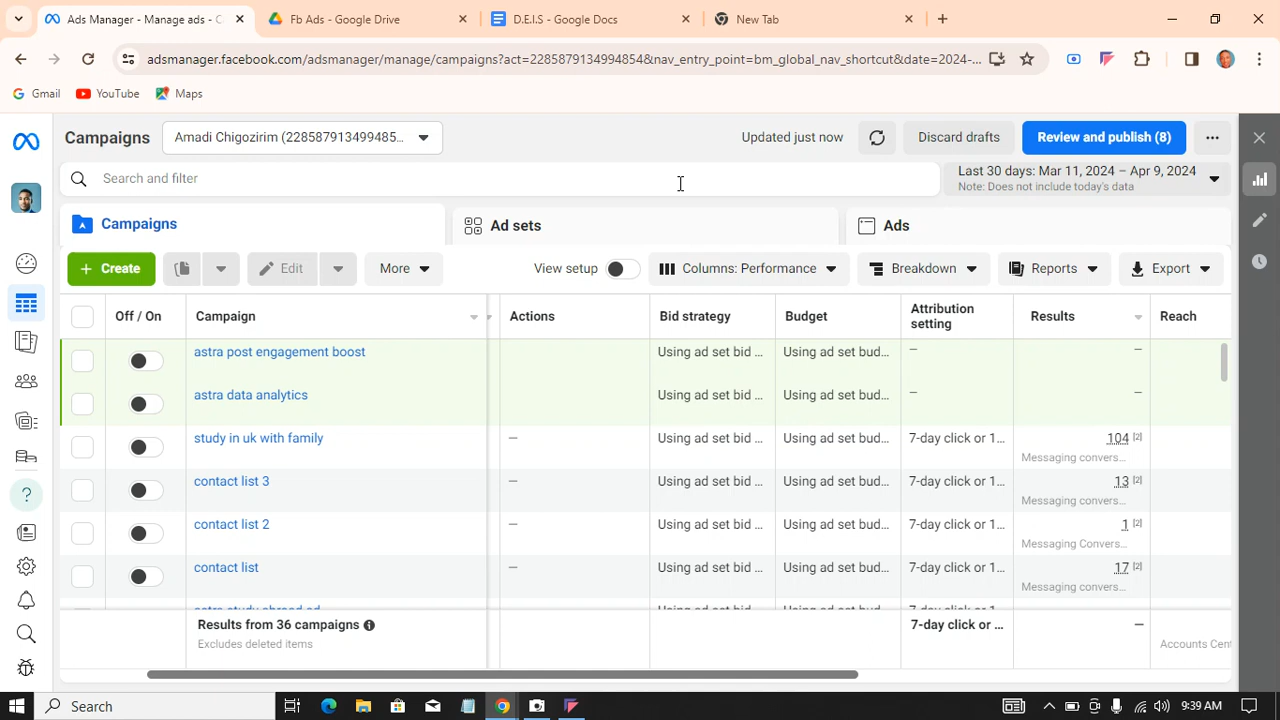 Ads Manager - Manage ads - C
Fb Ads - Google Drive
D.E.I.S - Google Docs
New Tab
adsmanager.facebook.com/adsmanager/manage/campaigns?act=2285879134994854&nav_entry_point=bm_global_nav_shortcut&date=2024-...
Gmail
YouTube
Maps
Campaigns
Amadi Chigozirim (228587913499485...
Updated just now
Discard drafts
Review and publish (8)
Search and filter
Last 30 days: Mar 11, 2024 – Apr 9, 2024
Note: Does not include today's data
Campaigns
Ad sets
Ads
+ Create
Edit
More
View setup
Columns: Performance
Breakdown
Reports
Export
Off / On
Campaign
Actions
Bid strategy
Budget
Attribution
setting
Results
Reach
astra post engagement boost
Using ad set bid ...
Using ad set bud...
—
—
astra data analytics
Using ad set bid ...
Using ad set bud...
—
—
study in uk with family
—
Using ad set bid ...
Using ad set bud...
7-day click or 1...
104 [2]
Messaging convers...
contact list 3
—
Using ad set bid ...
Using ad set bud...
7-day click or 1...
13 [2]
Messaging convers...
contact list 2
—
Using ad set bid ...
Using ad set bud...
7-day click or 1...
1 [2]
Messaging Convers...
contact list
—
Using ad set bid ...
Using ad set bud...
7-day click or 1...
17 [2]
Messaging convers...
Results from 36 campaigns
Excludes deleted items
7-day click or ...
—
Accounts Cent
Search
9:39 AM